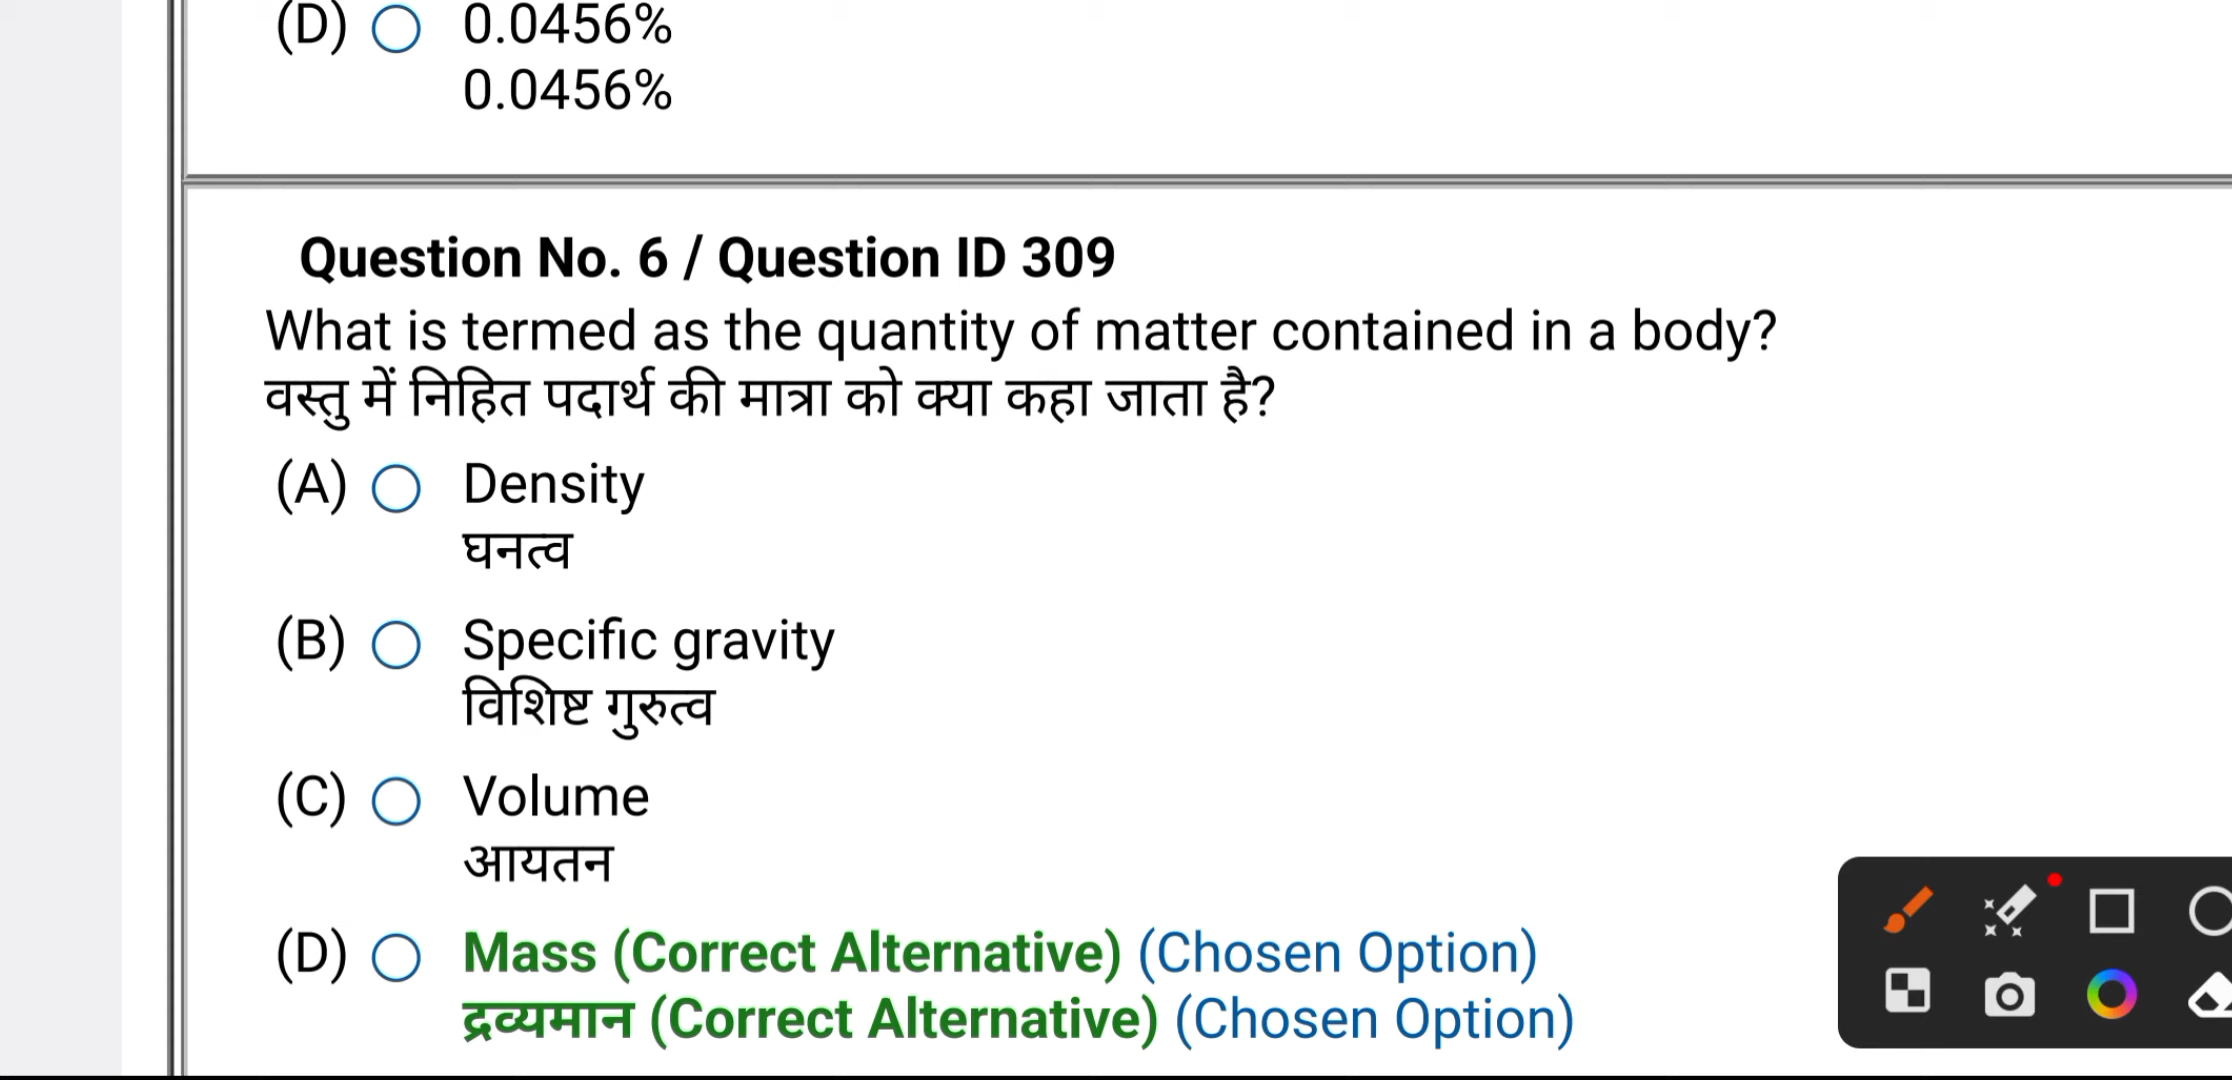 (D) 0.0456%
0.0456%
Question No. 6 / Question ID 309
What is termed as the quantity of matter contained in a body?
वस्तु में निहित पदार्थ की मात्रा को क्या कहा जाता है?
(A) Density
घनत्व
(B) Specific gravity
विशिष्ट गुरुत्व
(C) Volume
आयतन
(D) Mass (Correct Alternative) (Chosen Option)
द्रव्यमान (Correct Alternative) (Chosen Option)